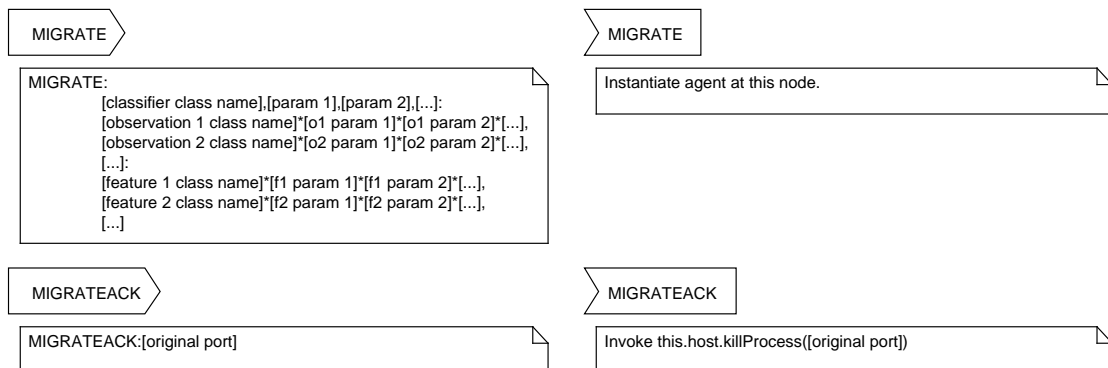 MIGRATE
MIGRATE
MIGRATE:
[classifier class name],[param 1],[param 2],[...]:
[observation 1 class name]*[o1 param 1]*[o1 param 2]*[...],
[observation 2 class name]*[o2 param 1]*[o2 param 2]*[...],
[...]:
[feature 1 class name]*[f1 param 1]*[f1 param 2]*[...],
[feature 2 class name]*[f2 param 1]*[f2 param 2]*[...],
[...]
Instantiate agent at this node.
MIGRATEACK
MIGRATEACK
MIGRATEACK:[original port]
Invoke this.host.killProcess([original port])